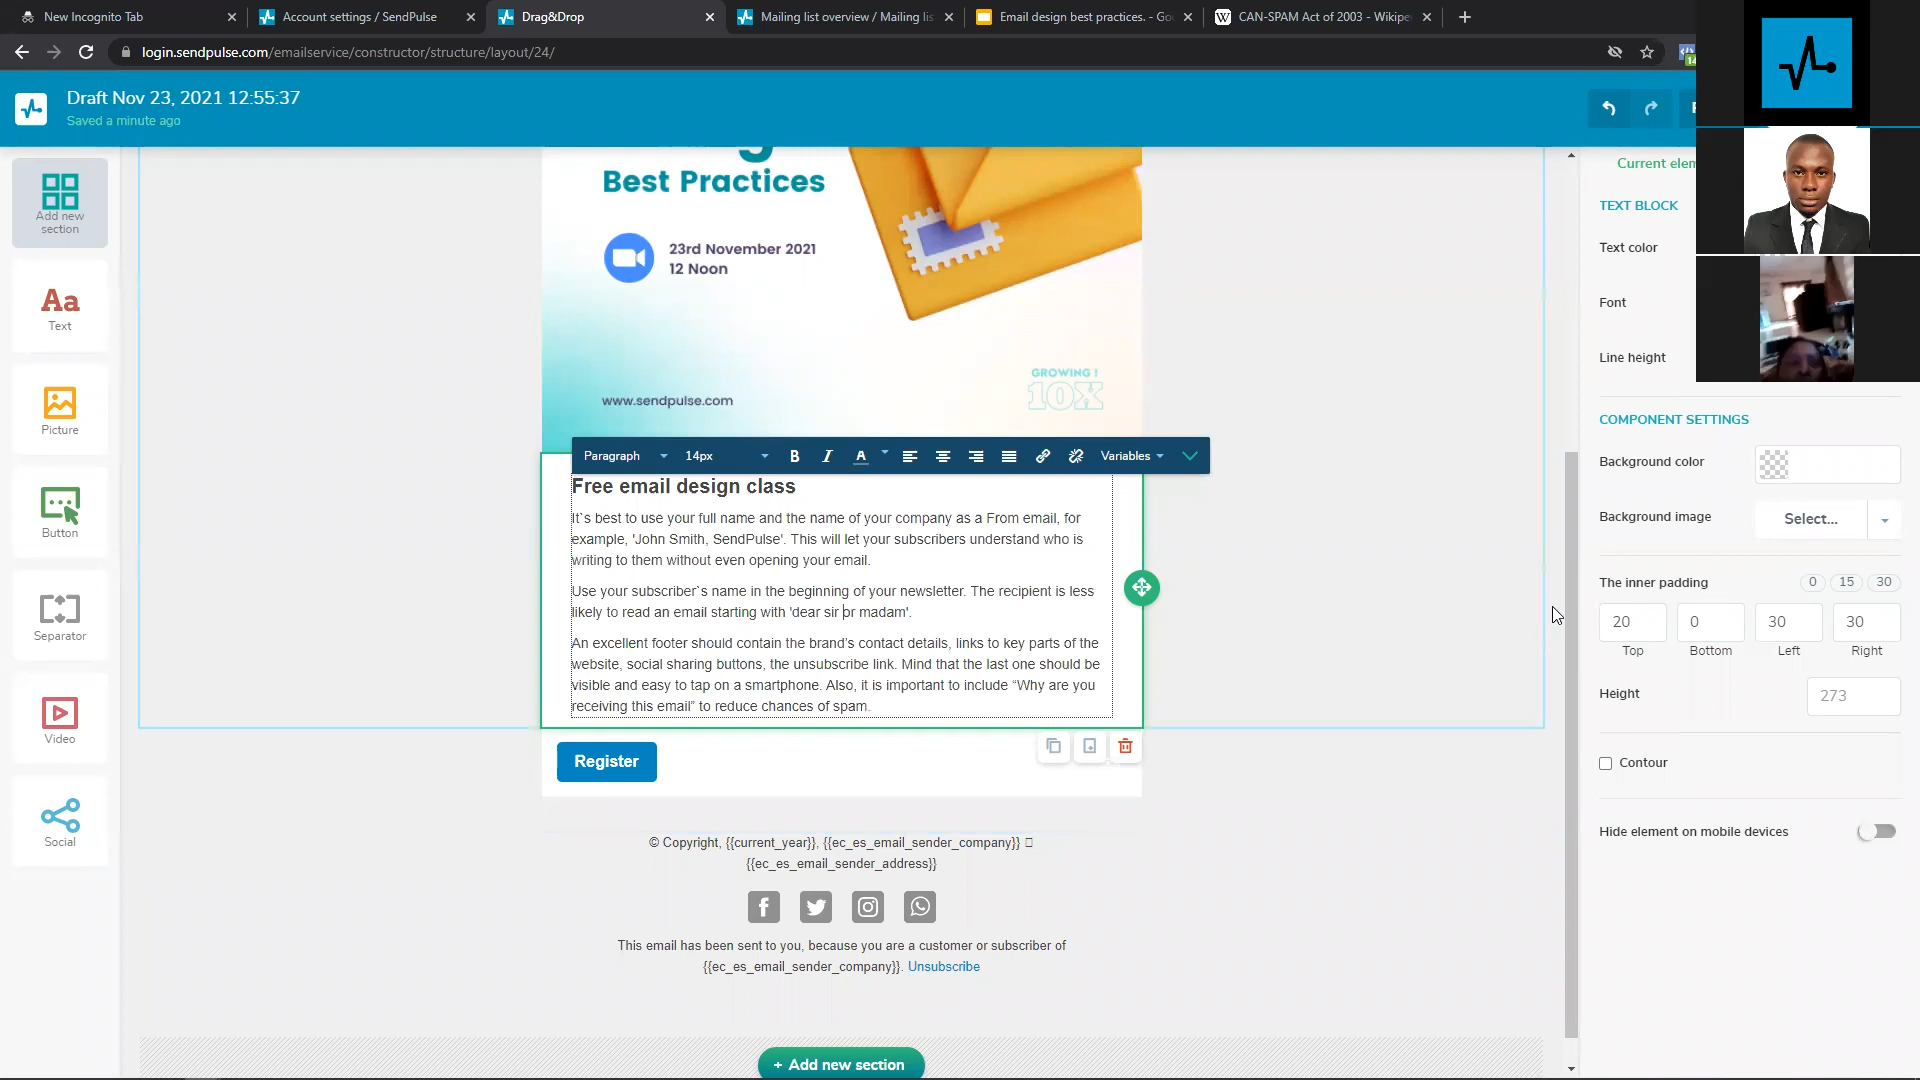 New Incognito Tab
Account settings / SendPulse
Drag&Drop
Mailing list overview / Mailing lis
Email design best practices. - Go
CAN-SPAM Act of 2003 - Wikipe
login.sendpulse.com/emailservice/constructor/structure/layout/24/
Draft Nov 23, 2021 12:55:37
Saved a minute ago
Add new
section
Aa
Text
Picture
Button
Separator
Video
Social
Best Practices
23rd November 2021
12 Noon
www.sendpulse.com
GROWING !
10X
Paragraph 14px B I A Variables
Free email design class
It`s best to use your full name and the name of your company as a From email, for
example, 'John Smith, SendPulse'. This will let your subscribers understand who is
writing to them without even opening your email.
Use your subscriber`s name in the beginning of your newsletter. The recipient is less
likely to read an email starting with 'dear sir or madam'.
An excellent footer should contain the brand’s contact details, links to key parts of the
website, social sharing buttons, the unsubscribe link. Mind that the last one should be
visible and easy to tap on a smartphone. Also, it is important to include “Why are you
receiving this email” to reduce chances of spam.
Register
© Copyright, {{current_year}}, {{ec_es_email_sender_company}}
{{ec_es_email_sender_address}}
This email has been sent to you, because you are a customer or subscriber of
{{ec_es_email_sender_company}}. Unsubscribe
+ Add new section
Current elem
TEXT BLOCK
Text color
Font
Line height
COMPONENT SETTINGS
Background color
Background image Select...
The inner padding 0 15 30
20 0 30 30
Top Bottom Left Right
Height 273
Contour
Hide element on mobile devices